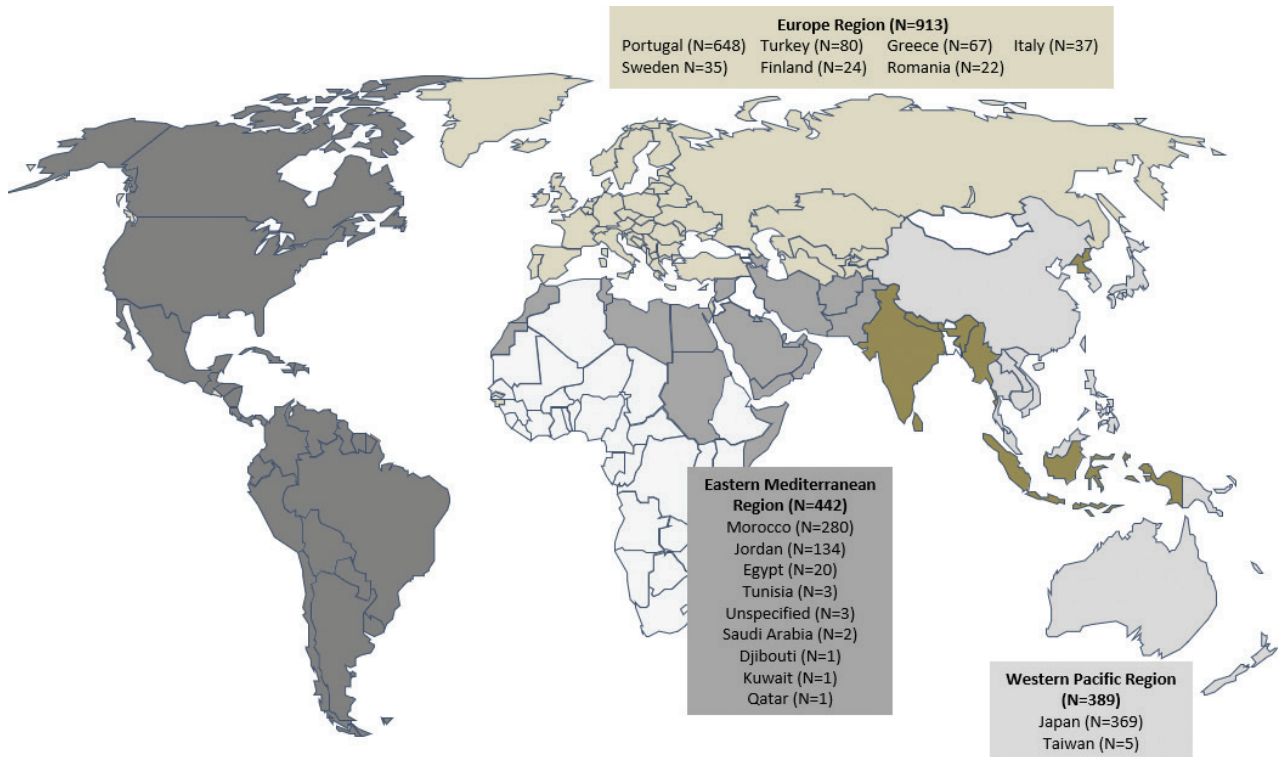 Europe Region (N=913)
Portugal (N=648) Turkey (N=80) Greece (N=67) Italy (N=37)
Sweden N=35) Finland (N=24) Romania (N=22)
Eastern Mediterranean
Region (N=442)
Morocco (N=280)
Jordan (N=134)
Egypt (N=20)
Tunisia (N=3)
Unspecified (N=3)
Saudi Arabia (N=2)
Djibouti (N=1)
Kuwait (N=1)
Qatar (N=1)
Western Pacific Region
(N=389)
Japan (N=369)
Taiwan (N=5)